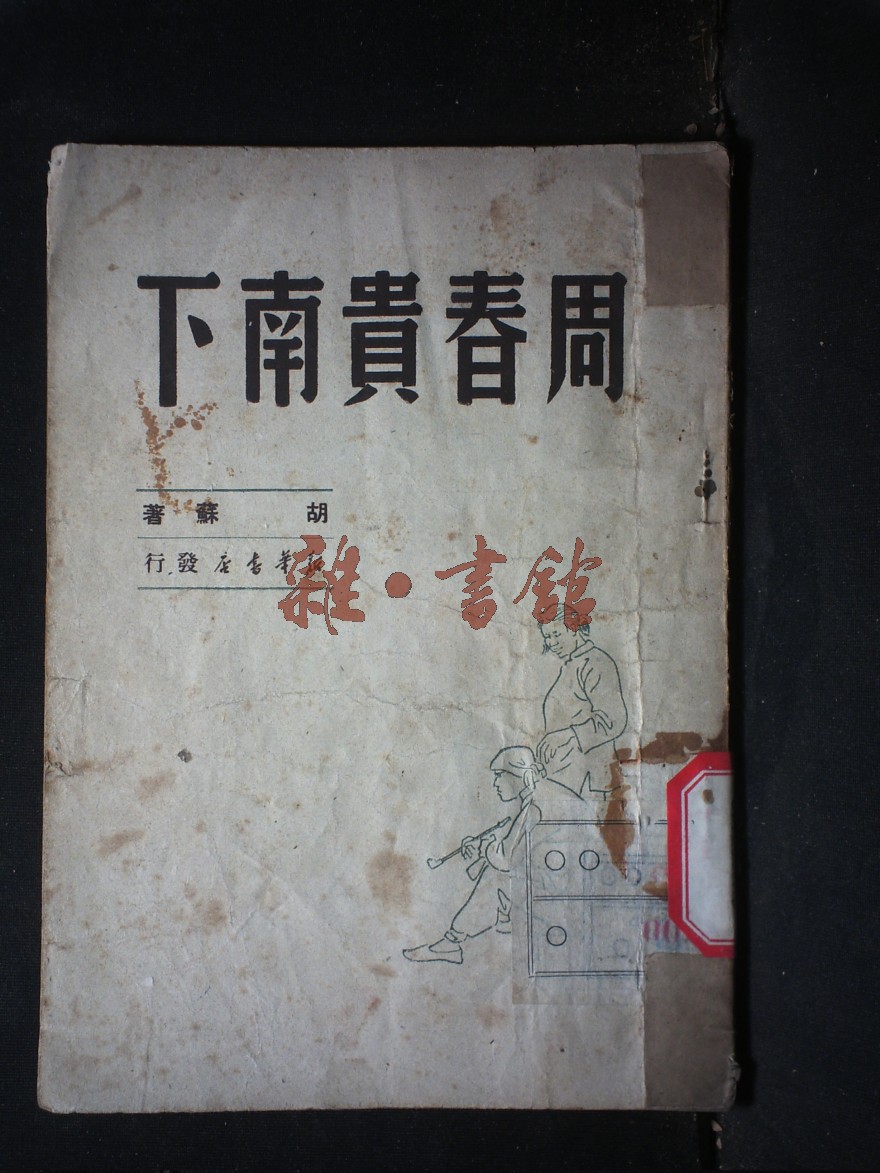 周春貴南下
胡蘇著
新華書店發行
雜·書館